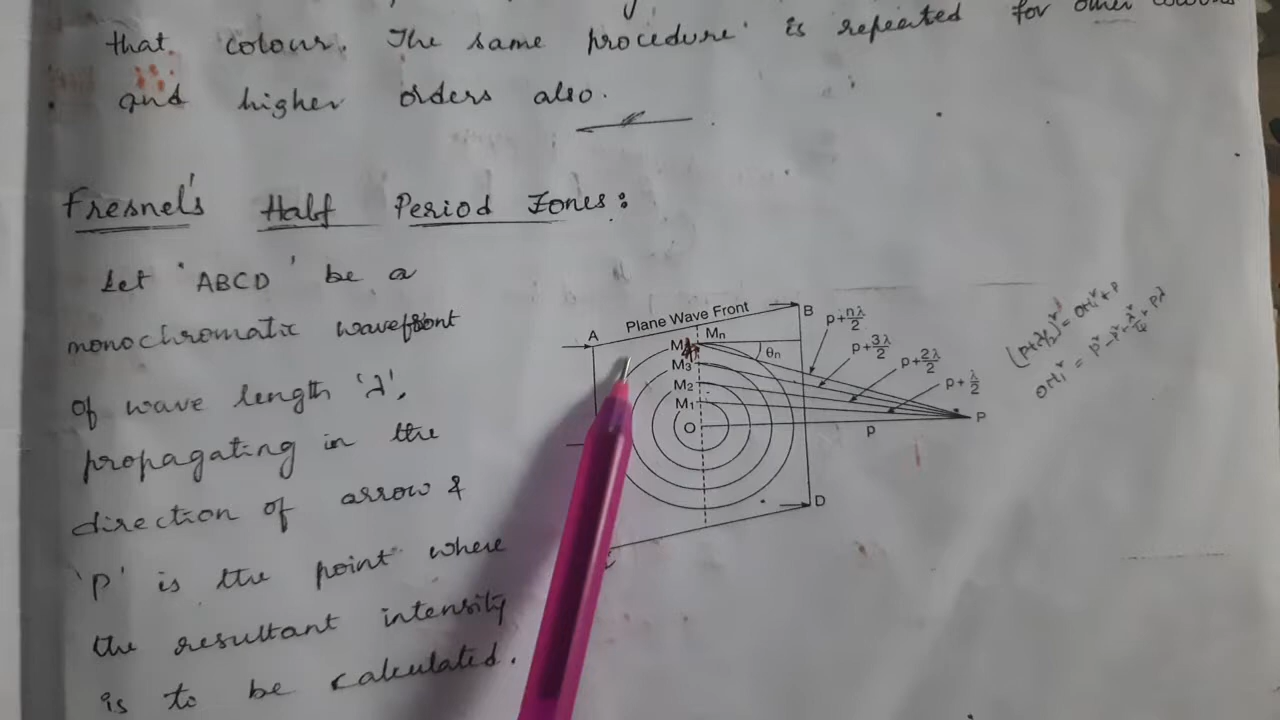 that colour. The same procedure is repeated for other colours
and higher orders also.
Fresnel's Half Period Zones:
Let 'ABCD' be a
monochromatic wavefront
of wave length 'λ',
propagating in the
direction of arrow &
'P' is the point where
the resultant intensity
is to be calculated.
Plane Wave Front
A
B
Mn
M3
M2
M1
O
θn
p+nλ/2
p+3λ/2
p+2λ/2
p+λ/2
P
p
D